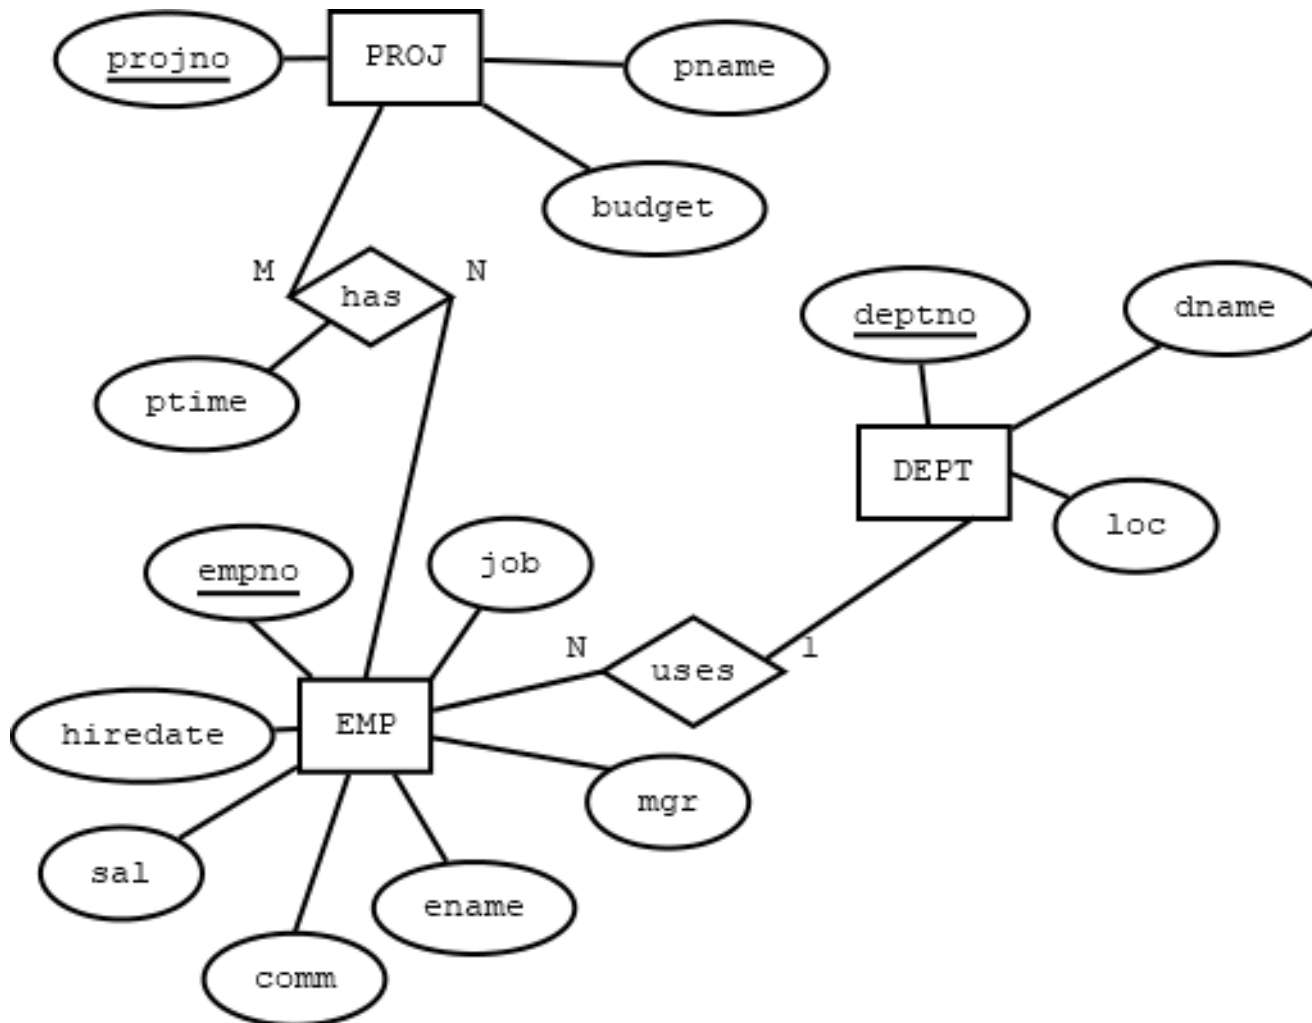 PROJ
projno
pname
budget
M
N
has
deptno
dname
ptime
DEPT
loc
job
empno
N
1
uses
EMP
hiredate
mgr
sal
ename
comm